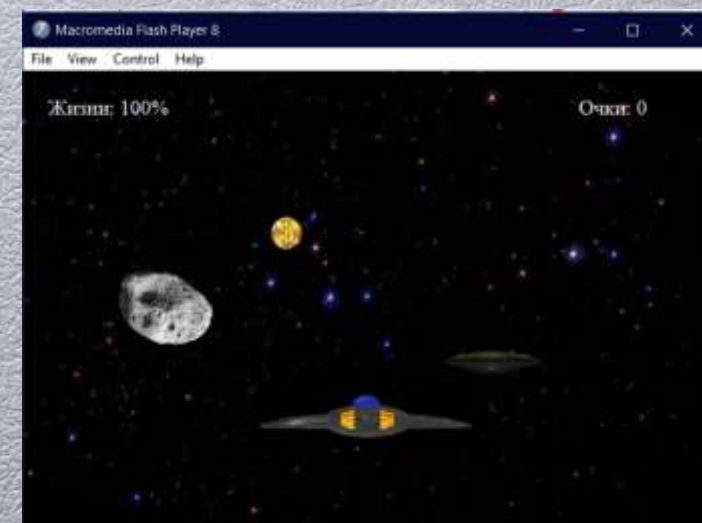 Macromedia Flash Player 8
File View Control Help
Жизни: 100%
Очки: 0